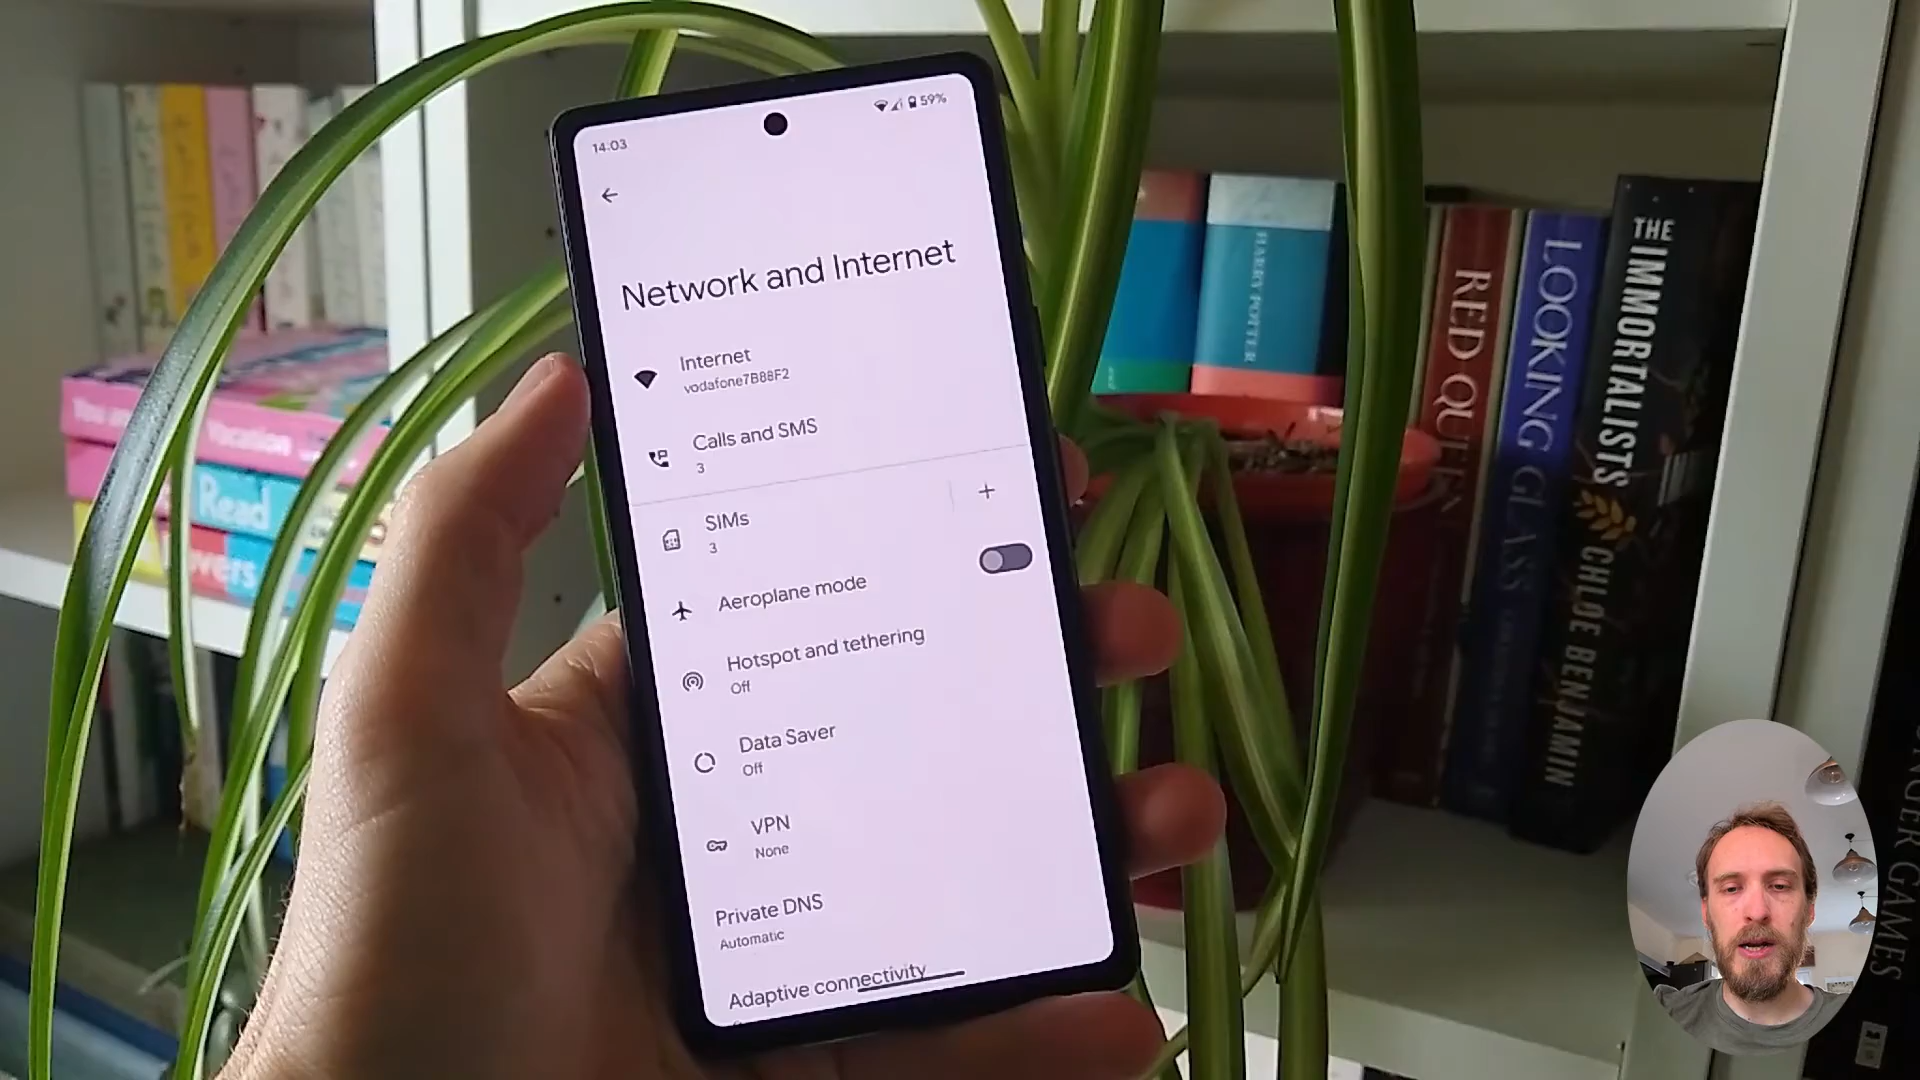 14:03
59%
Network and Internet
Internet
vodafone7B88F2
Calls and SMS
3
SIMs
3
Aeroplane mode
Hotspot and tethering
Off
Data Saver
Off
VPN
None
Private DNS
Automatic
Adaptive connectivity
Vacation
Read
HARRY POTTER
RED QUEEN
LOOKING GLASS
THE IMMORTALISTS
CHLOE BENJAMIN
GAMES